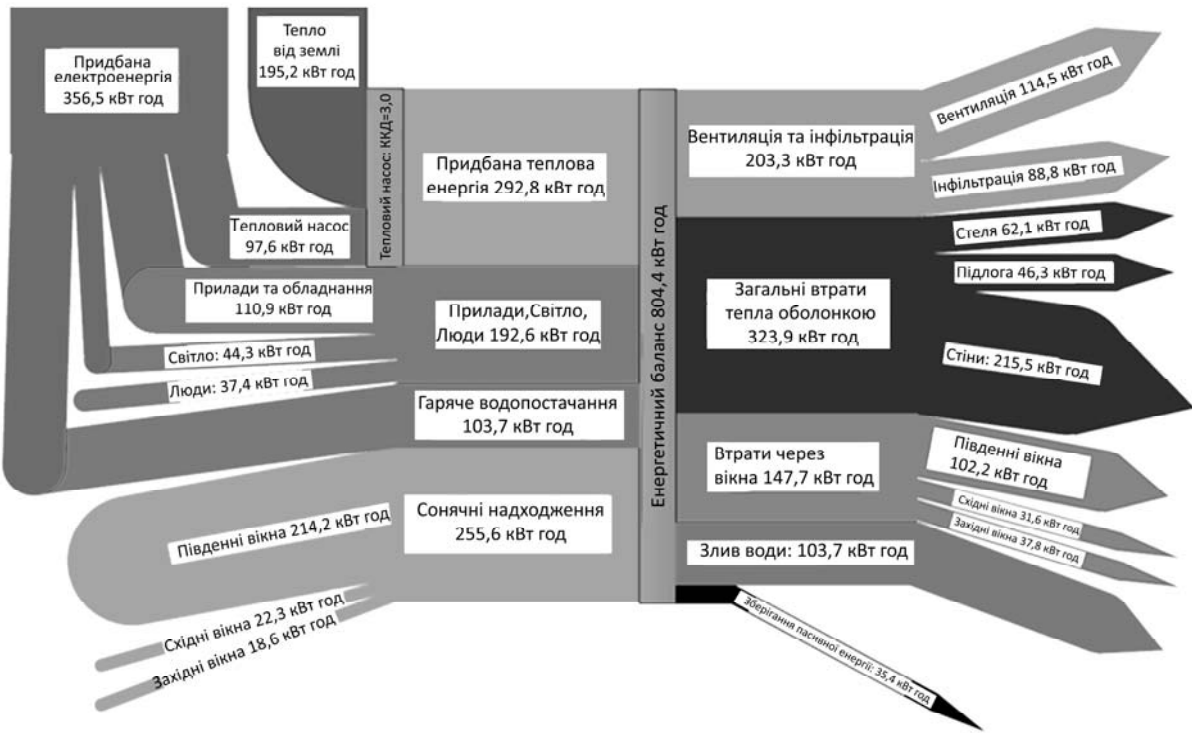 Придбана
електроенергія
356,5 кВт год
Тепло
від землі
195,2 кВт год
Тепловий насос: ККД=3,0
Тепловий насос
97,6 кВт год
Прилади та обладнання
110,9 кВт год
Світло: 44,3 кВт год
Люди: 37,4 кВт год
Південні вікна 214,2 кВт год
Східні вікна 22,3 кВт год
Західні вікна 18,6 кВт год
Придбана теплова
енергія 292,8 кВт год
Прилади,Світло,
Люди 192,6 кВт год
Гаряче водопостачання
103,7 кВт год
Сонячні надходження
255,6 кВт год
Енергетичний баланс 804,4 кВт год
Вентиляція та інфільтрація
203,3 кВт год
Загальні втрати
тепла оболонкою
323,9 кВт год
Втрати через
вікна 147,7 кВт год
Злив води: 103,7 кВт год
Вентиляція 114,5 кВт год
Інфільтрація 88,8 кВт год
Стеля 62,1 кВт год
Підлога 46,3 кВт год
Стіни: 215,5 кВт год
Південні вікна
102,2 кВт год
Східні вікна 31,6 кВт год
Західні вікна 37,8 кВт год
Зберігання пасивної енергії: 35,4 кВт год